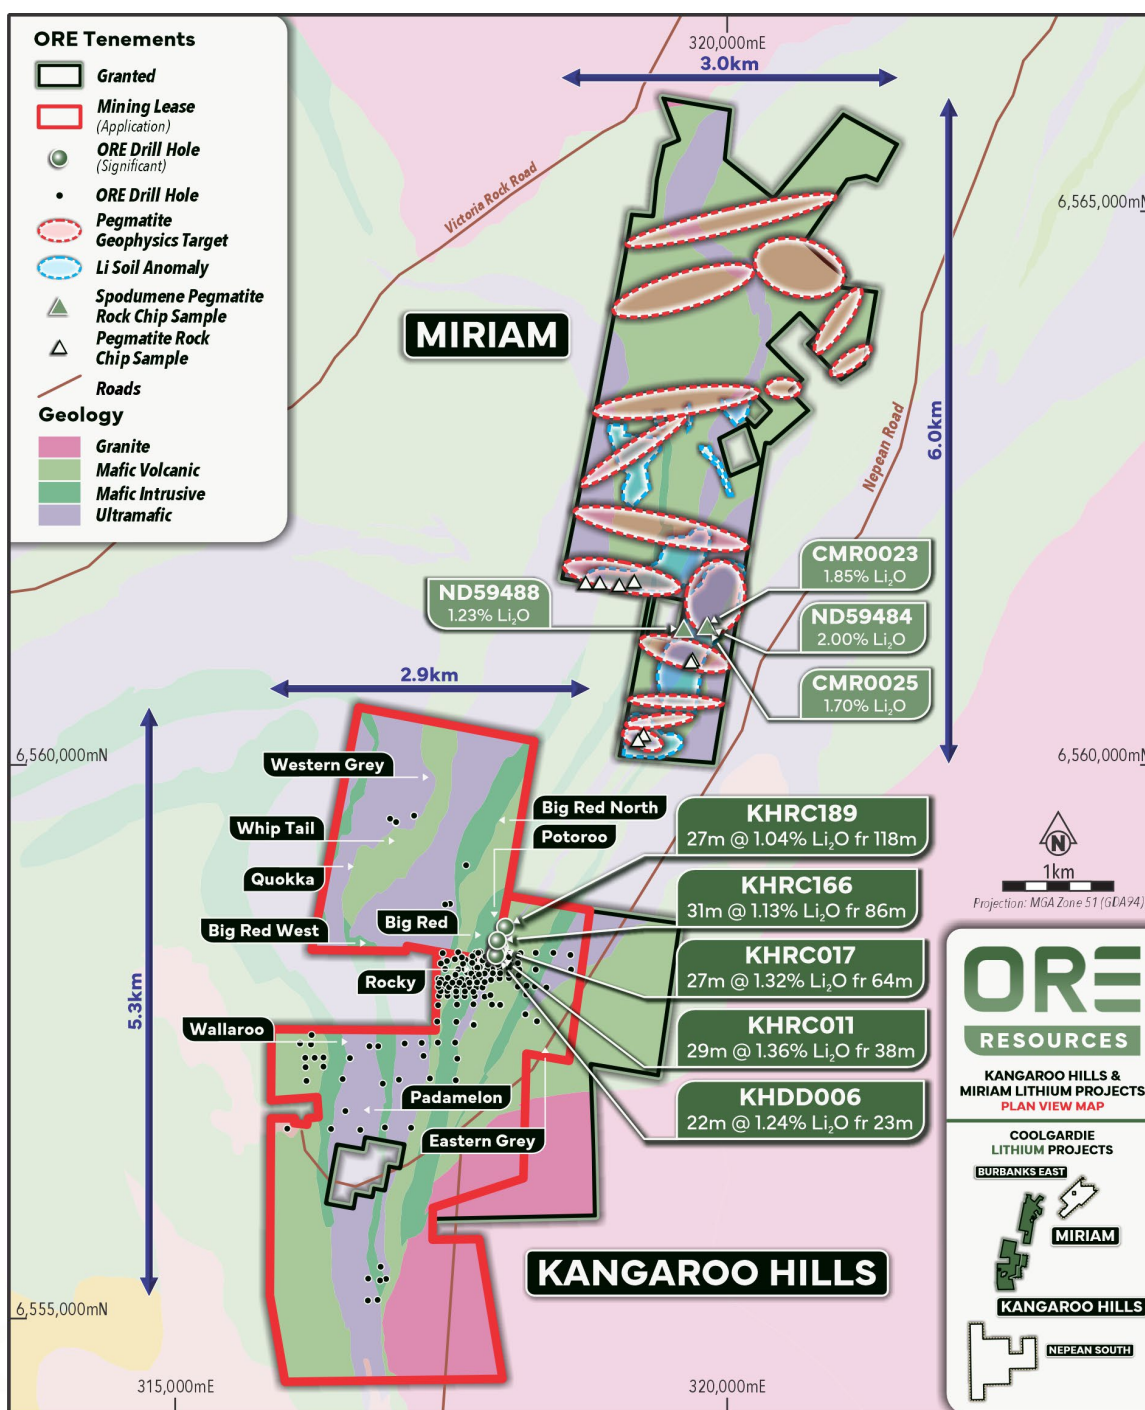 ORE Tenements
Granted
Mining Lease
(Application)
ORE Drill Hole
(Significant)
ORE Drill Hole
Pegmatite
Geophysics Target
Li Soil Anomaly
Spodumene Pegmatite
Rock Chip Sample
Pegmatite Rock
Chip Sample
Roads
Geology
Granite
Mafic Volcanic
Mafic Intrusive
Ultramafic
320,000mE
3.0km
Victoria Rock Road
6,565,000mN
MIRIAM
6.0km
Nepean Road
CMR0023
1.85% Li₂O
ND59488
1.23% Li₂O
ND59484
2.00% Li₂O
CMR0025
1.70% Li₂O
2.9km
6,560,000mN
6,560,000mN
Western Grey
Big Red North
Whip Tail
Potoroo
Quokka
Big Red
Big Red West
Rocky
5.3km
Wallaroo
Padamelon
Eastern Grey
KHRC189
27m @ 1.04% Li₂O fr 118m
KHRC166
31m @ 1.13% Li₂O fr 86m
KHRC017
27m @ 1.32% Li₂O fr 64m
KHRC011
29m @ 1.36% Li₂O fr 38m
KHDD006
22m @ 1.24% Li₂O fr 23m
N
1km
Projection: MGA Zone 51 (GDA94)
KANGAROO HILLS
6,555,000mN
315,000mE
320,000mE
ORE
RESOURCES
KANGAROO HILLS &
MIRIAM LITHIUM PROJECTS
PLAN VIEW MAP
COOLGARDIE
LITHIUM PROJECTS
BURBANKS EAST
MIRIAM
KANGAROO HILLS
NEPEAN SOUTH